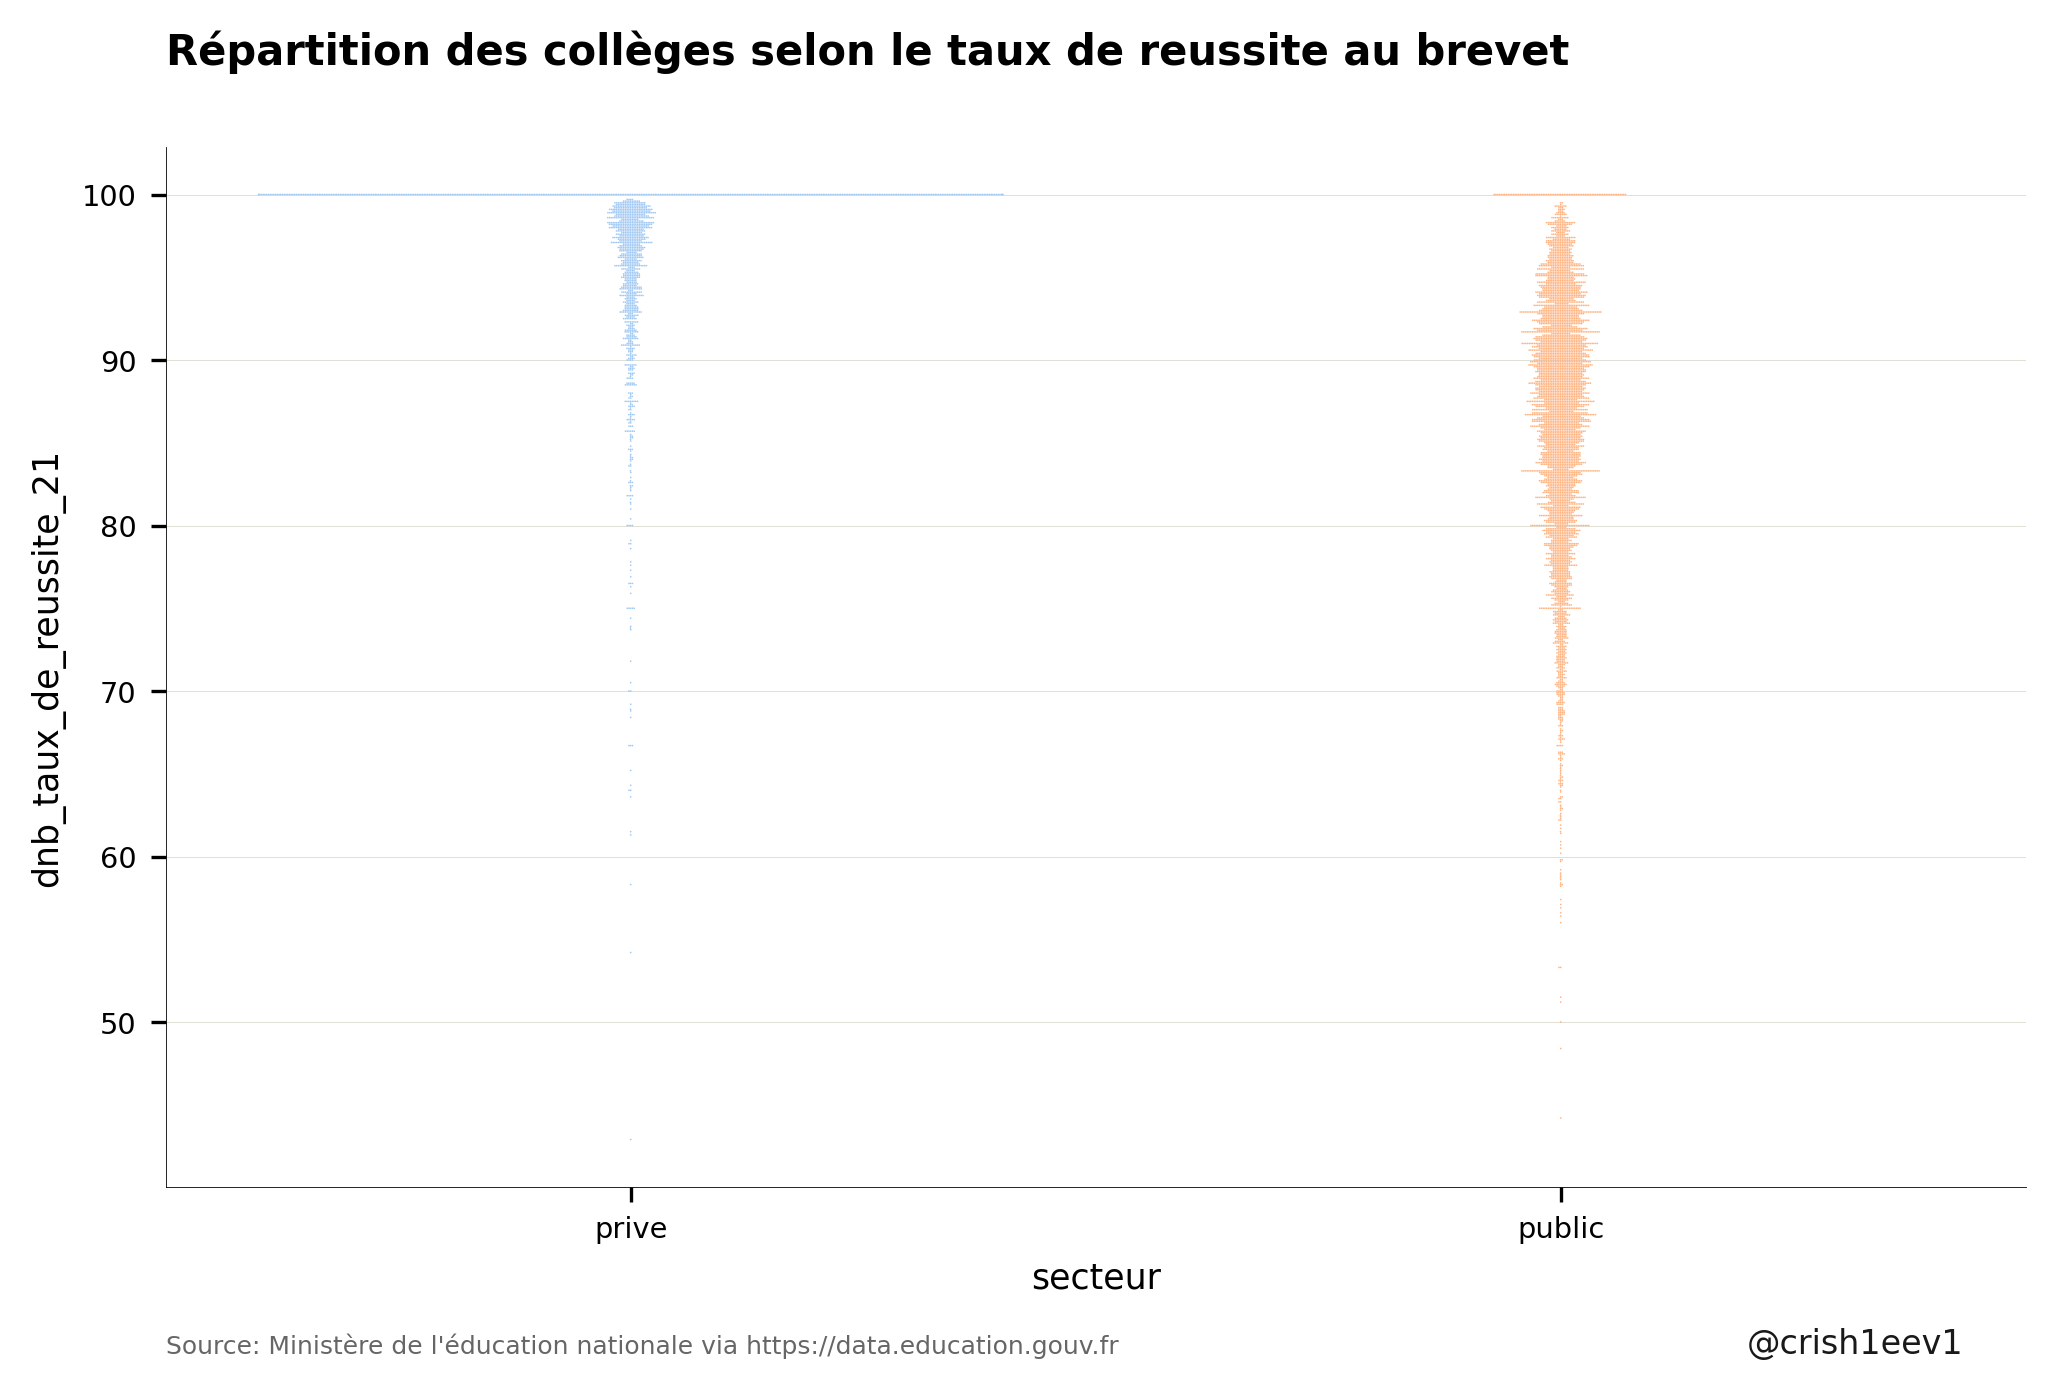 Répartition des collèges selon le taux de reussite au brevet
dnb_taux_de_reussite_21
100
90
80
70
60
50
prive
public
secteur
Source: Ministère de l'éducation nationale via https://data.education.gouv.fr
@crish1eev1